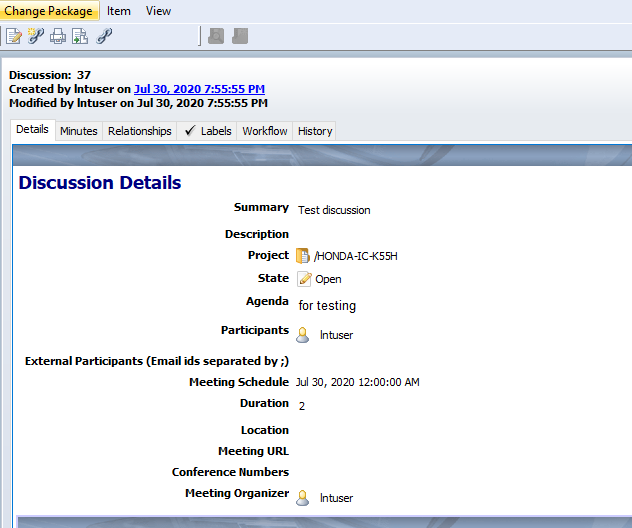 Change Package Item View
Discussion: 37
Created by lntuser on Jul 30, 2020 7:55:55 PM
Modified by lntuser on Jul 30, 2020 7:55:55 PM
Details Minutes Relationships Labels Workflow History
Discussion Details
Summary Test discussion
Description
Project /HONDA-IC-K55H
State Open
Agenda for testing
Participants lntuser
External Participants (Email ids separated by ;)
Meeting Schedule Jul 30, 2020 12:00:00 AM
Duration 2
Location
Meeting URL
Conference Numbers
Meeting Organizer lntuser